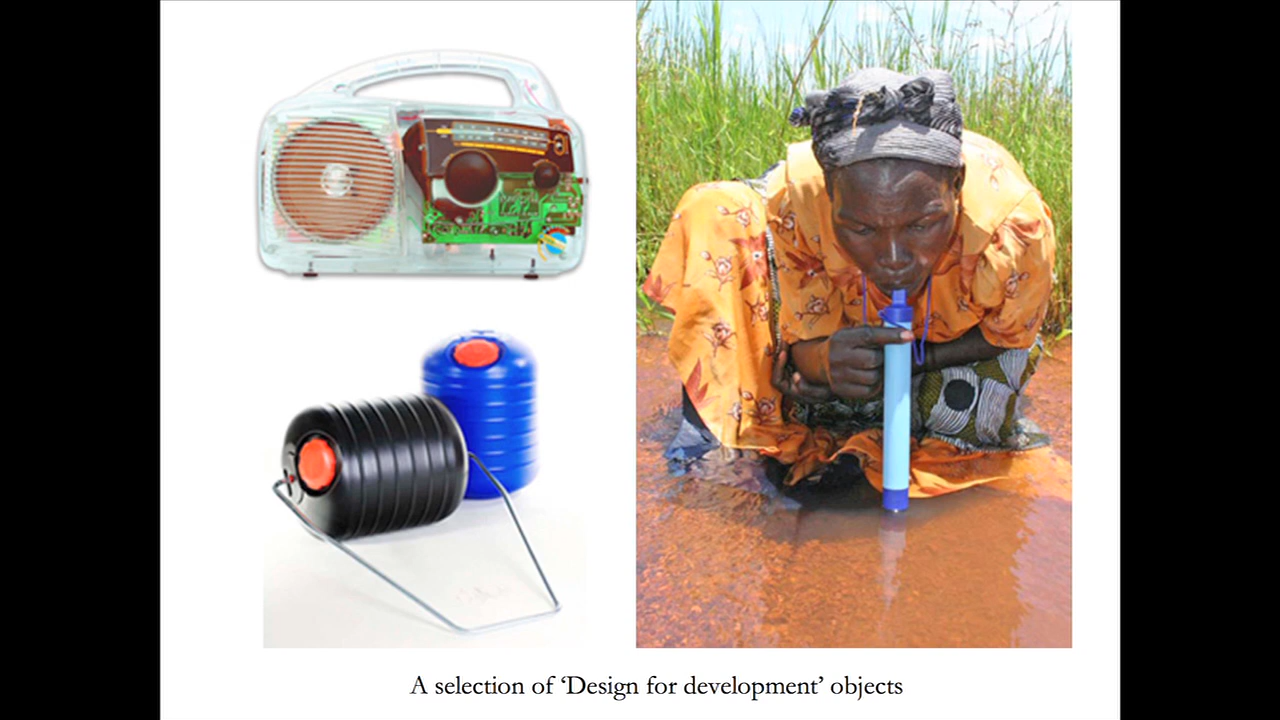 A selection of ‘Design for development’ objects